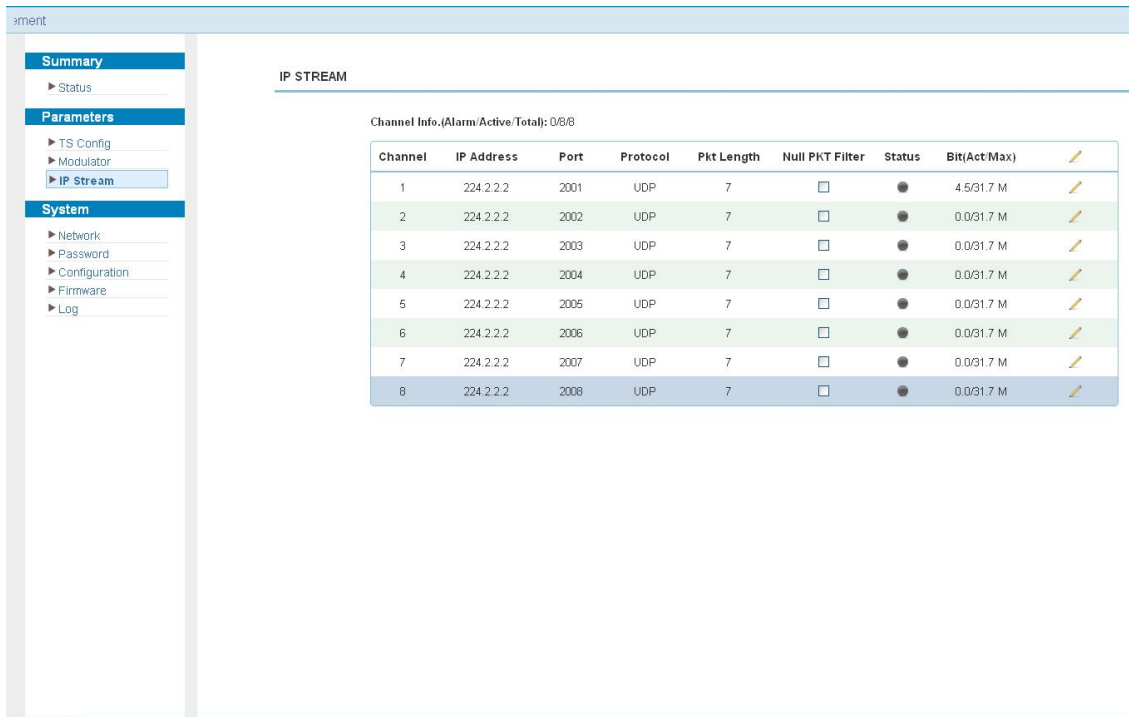 Summary
Status
Parameters
TS Config
Modulator
IP Stream
System
Network
Password
Configuration
Firmware
Log
IP STREAM
Channel Info.(Alarm/Active/Total): 0/8/8
Channel IP Address Port Protocol Pkt Length Null PKT Filter Status Bit(Act/Max)
1 224.2.2.2 2001 UDP 7 4.5/31.7 M
2 224.2.2.2 2002 UDP 7 0.0/31.7 M
3 224.2.2.2 2003 UDP 7 0.0/31.7 M
4 224.2.2.2 2004 UDP 7 0.0/31.7 M
5 224.2.2.2 2005 UDP 7 0.0/31.7 M
6 224.2.2.2 2006 UDP 7 0.0/31.7 M
7 224.2.2.2 2007 UDP 7 0.0/31.7 M
8 224.2.2.2 2008 UDP 7 0.0/31.7 M